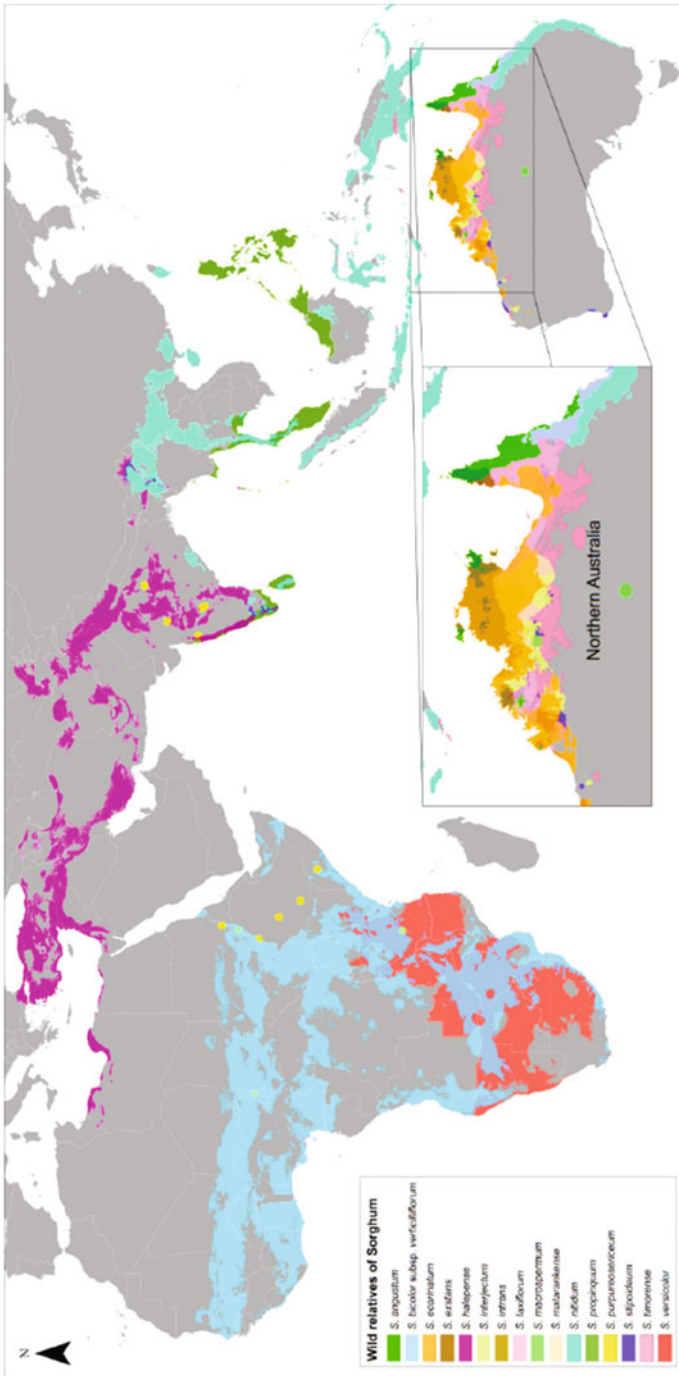 N
Wild relatives of Sorghum
S. angustum
S. bicolor subsp. verticilliflorum
S. ecarinatum
S. exstans
S. halepense
S. interjectum
S. intrans
S. laxiflorum
S. macrospermum
S. matarankense
S. nitidum
S. propinquum
S. purpureosericeum
S. stipoideum
S. timorense
S. versicolor
Northern Australia